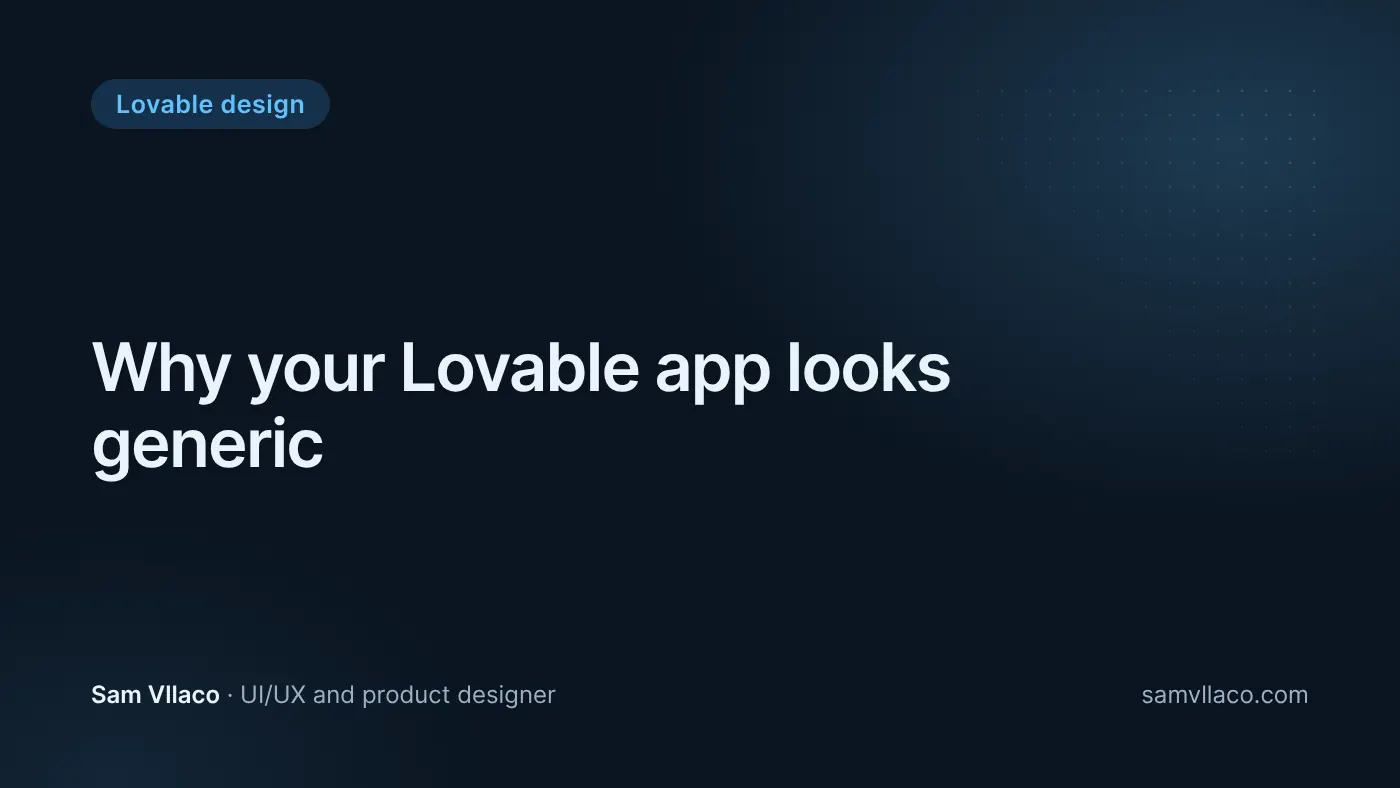 Lovable design
Why your Lovable app looks
generic
Sam Vllaco · UI/UX and product designer
samvllaco.com